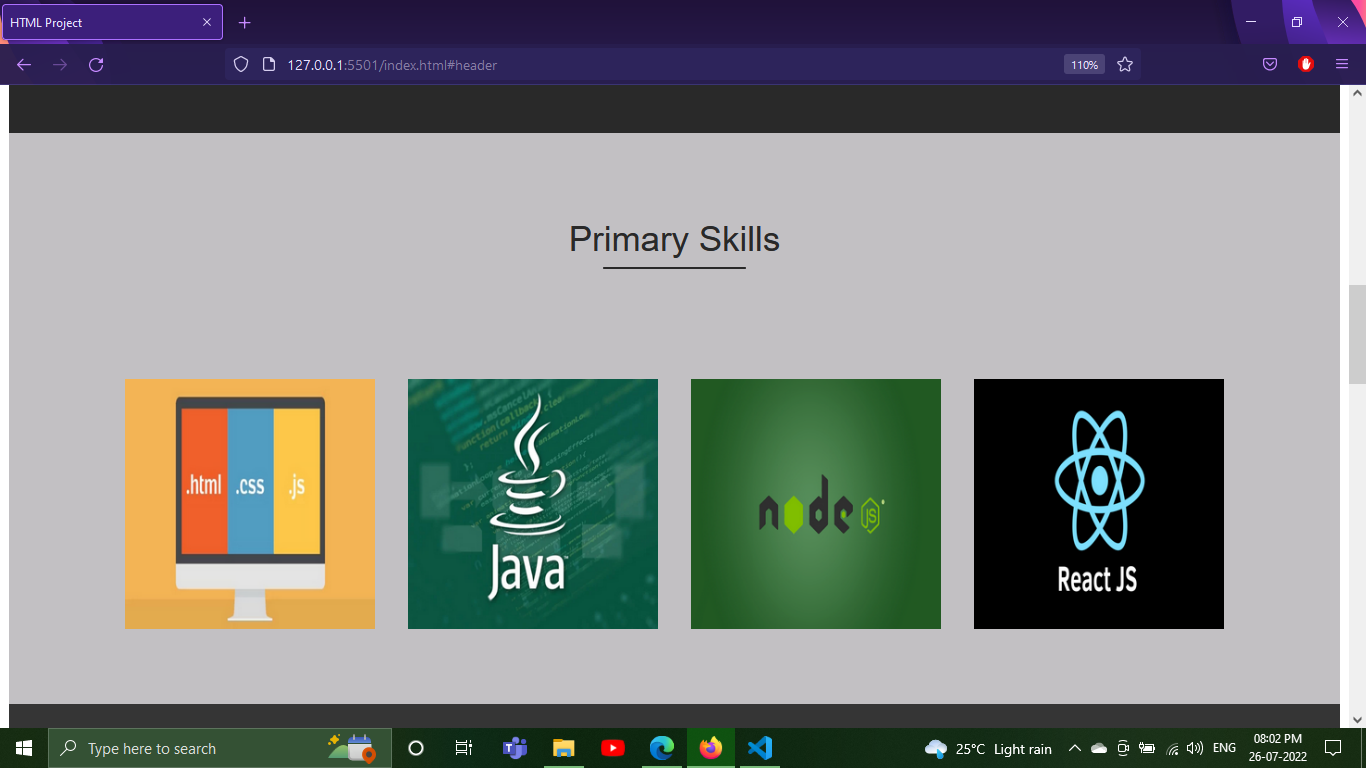 HTML Project
127.0.0.1:5501/index.html#header
110%
Primary Skills
.html .css .js
Java
node JS
React JS
Type here to search
25°C Light rain
ENG
08:02 PM
26-07-2022